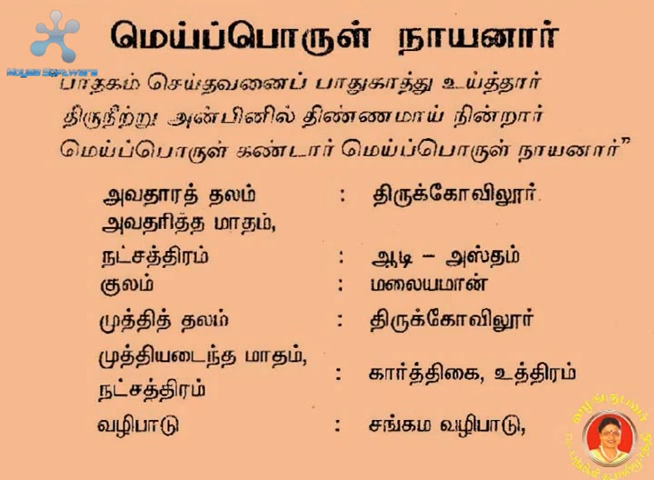 மெய்ப்பொருள் நாயனார்
"பாதகம் செய்தவனைப் பாதுகாத்து உய்த்தார்
திருநீற்று அன்பினில் திண்ணமாய் நின்றார்
மெய்ப்பொருள் கண்டார் மெய்ப்பொருள் நாயனார்"
அவதாரத் தலம் : திருக்கோவிலூர்
அவதரித்த மாதம்,
நட்சத்திரம் : ஆடி – அஸ்தம்
குலம் : மலையமான்
முத்தித் தலம் : திருக்கோவிலூர்
முத்தியடைந்த மாதம்,
நட்சத்திரம் : கார்த்திகை, உத்திரம்
வழிபாடு : சங்கம வழிபாடு,